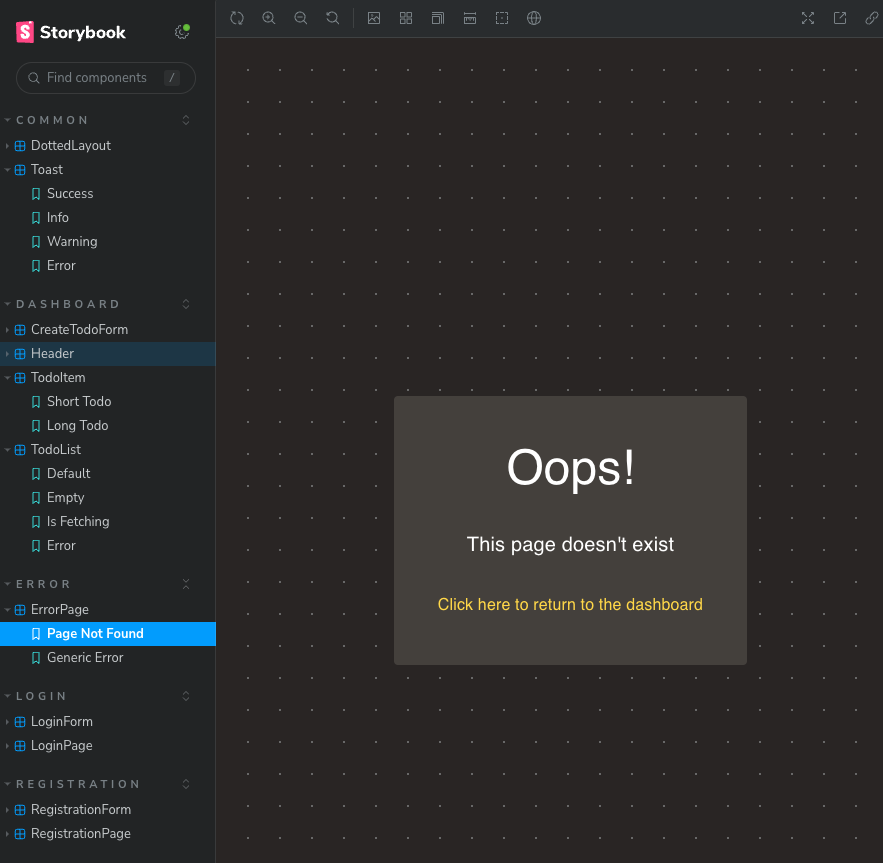 Storybook
Find components /
COMMON
DottedLayout
Toast
Success
Info
Warning
Error
DASHBOARD
CreateTodoForm
Header
TodoItem
Short Todo
Long Todo
TodoList
Default
Empty
Is Fetching
Error
ERROR
ErrorPage
Page Not Found
Generic Error
LOGIN
LoginForm
LoginPage
REGISTRATION
RegistrationForm
RegistrationPage
Oops!
This page doesn't exist
Click here to return to the dashboard